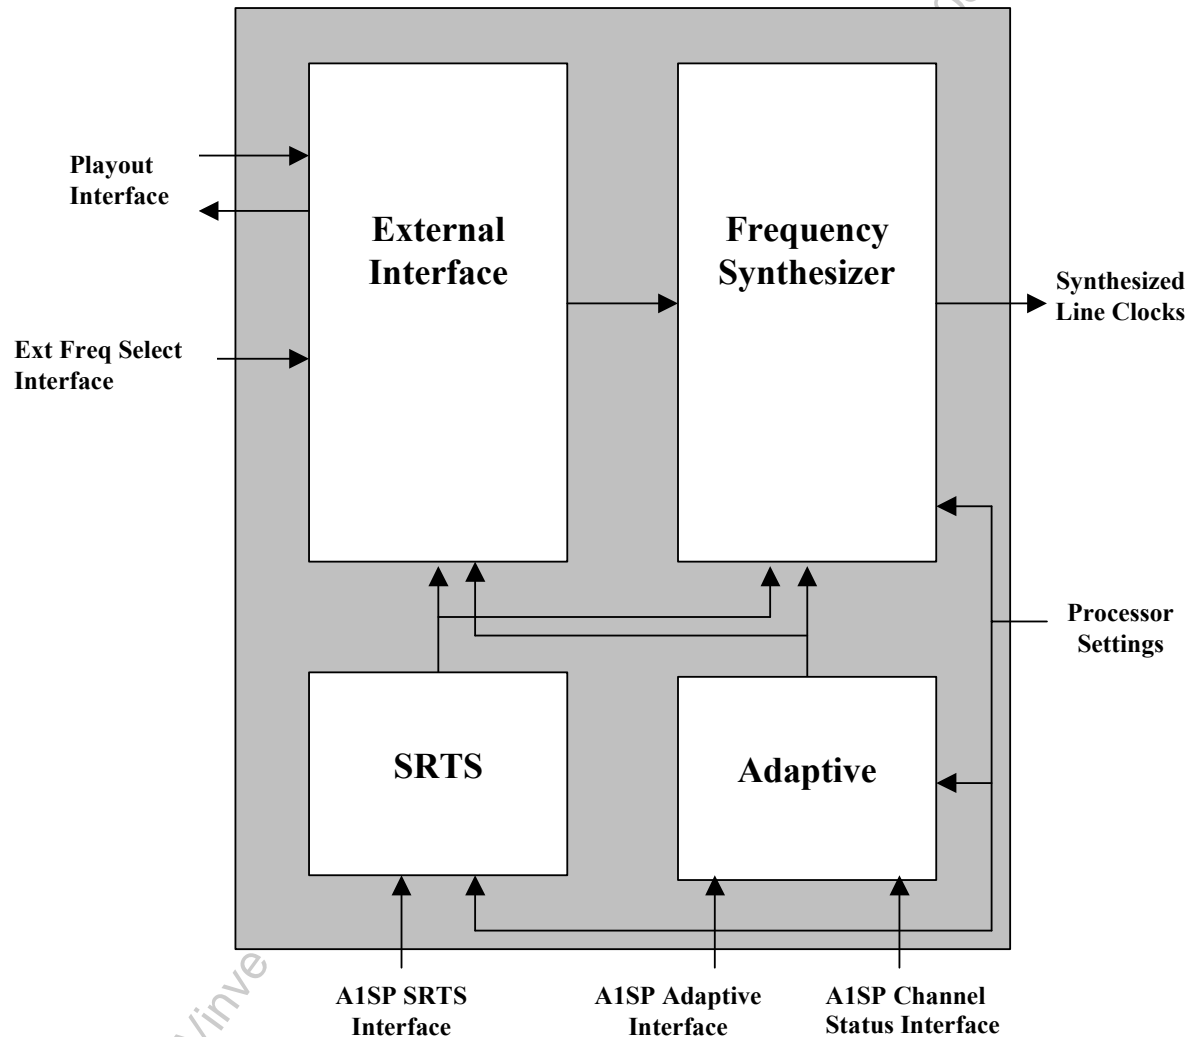 Playout
Interface
External
Interface
Frequency
Synthesizer
Synthesized
Line Clocks
Ext Freq Select
Interface
Processor
Settings
SRTS
Adaptive
A1SP SRTS
Interface
A1SP Adaptive
Interface
A1SP Channel
Status Interface